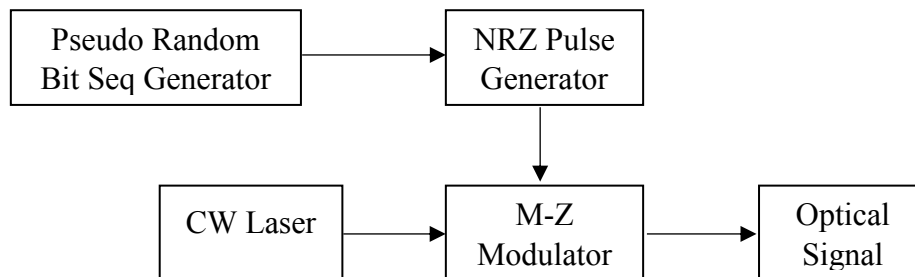 Pseudo Random
Bit Seq Generator
NRZ Pulse
Generator
CW Laser
M-Z
Modulator
Optical
Signal